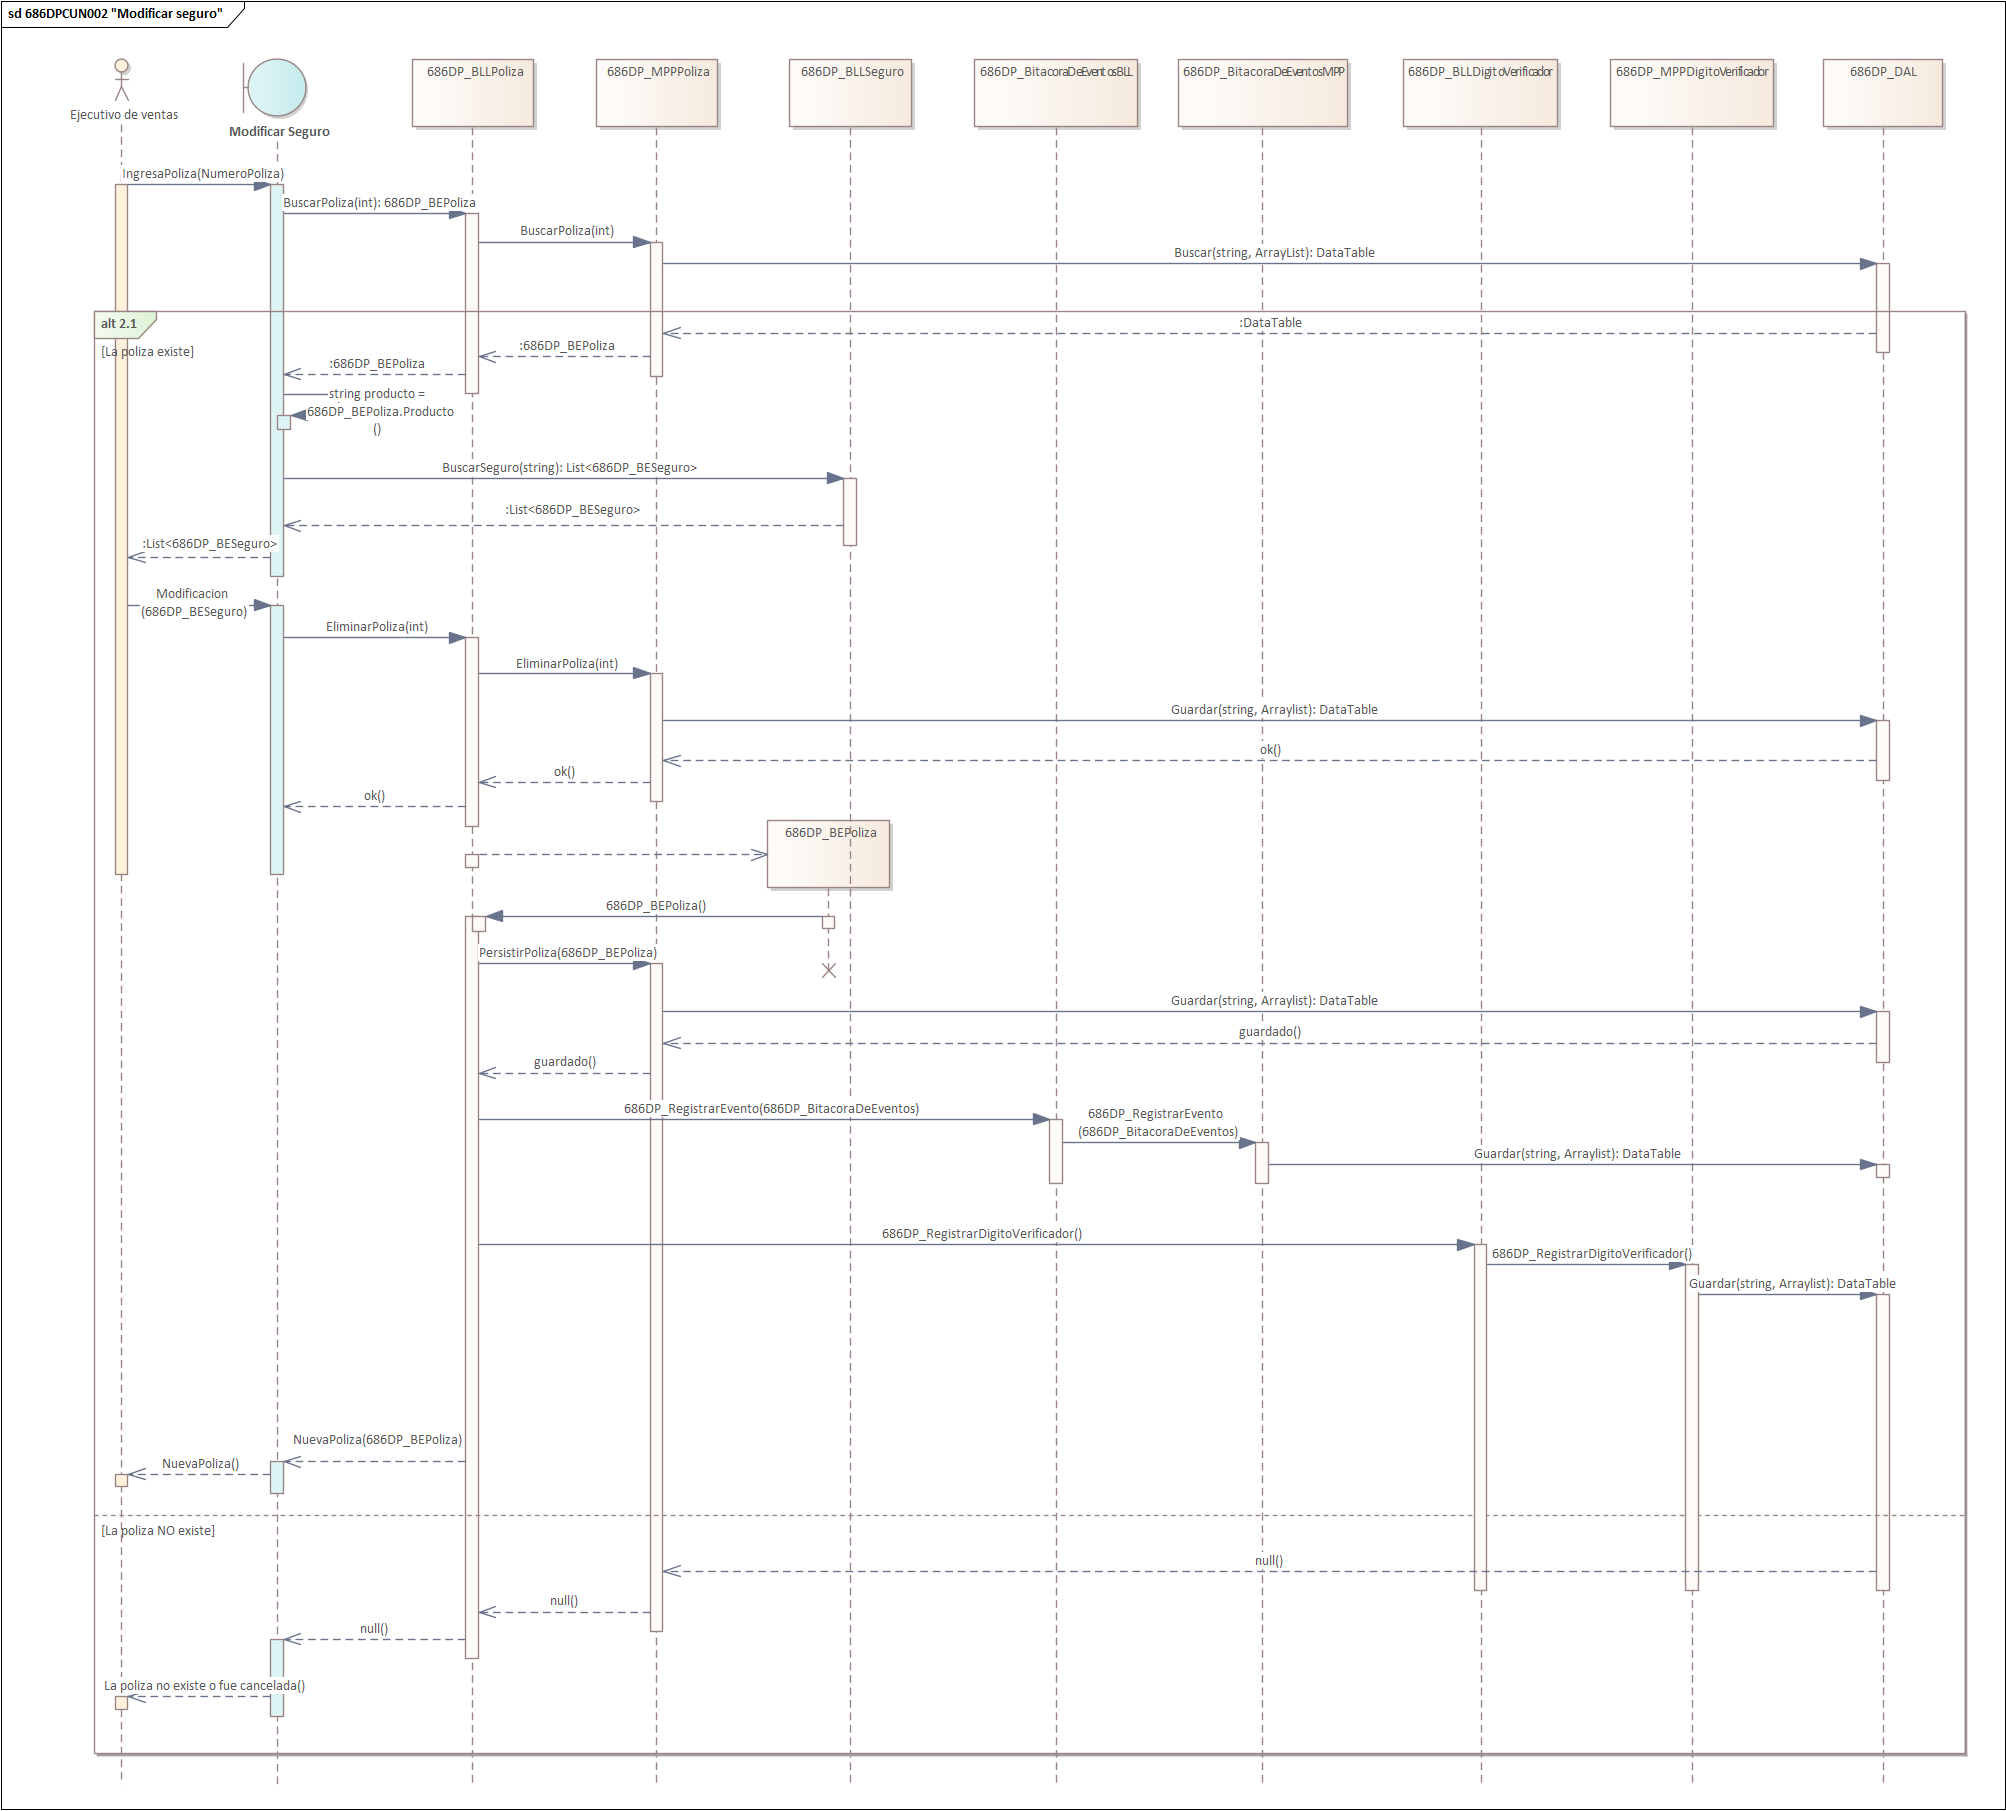 sd 686DPCUN002 "Modificar seguro"
Ejecutivo de ventas
Modificar Seguro
686DP_BLLPoliza
686DP_MPPPoliza
686DP_BLLSeguro
686DP_BitacoraDeEventosBLL
686DP_BitacoraDeEventosMPP
686DP_BLLDigitoVerificador
686DP_MPPDigitoVerificador
686DP_DAL
IngresaPoliza(NumeroPoliza)
BuscarPoliza(int): 686DP_BEPoliza
BuscarPoliza(int)
Buscar(string, ArrayList): DataTable
alt 2.1
[La poliza existe]
:DataTable
:686DP_BEPoliza
:686DP_BEPoliza
string producto =
686DP_BEPoliza.Producto
()
BuscarSeguro(string): List<686DP_BESeguro>
:List<686DP_BESeguro>
:List<686DP_BESeguro>
Modificacion
(686DP_BESeguro)
EliminarPoliza(int)
EliminarPoliza(int)
Guardar(string, Arraylist): DataTable
ok()
ok()
ok()
686DP_BEPoliza
686DP_BEPoliza()
PersistirPoliza(686DP_BEPoliza)
Guardar(string, Arraylist): DataTable
guardado()
guardado()
686DP_RegistrarEvento(686DP_BitacoraDeEventos)
686DP_RegistrarEvento
(686DP_BitacoraDeEventos)
Guardar(string, Arraylist): DataTable
686DP_RegistrarDigitoVerificador()
686DP_RegistrarDigitoVerificador()
Guardar(string, Arraylist): DataTable
NuevaPoliza(686DP_BEPoliza)
NuevaPoliza()
[La poliza NO existe]
null()
null()
null()
La poliza no existe o fue cancelada()